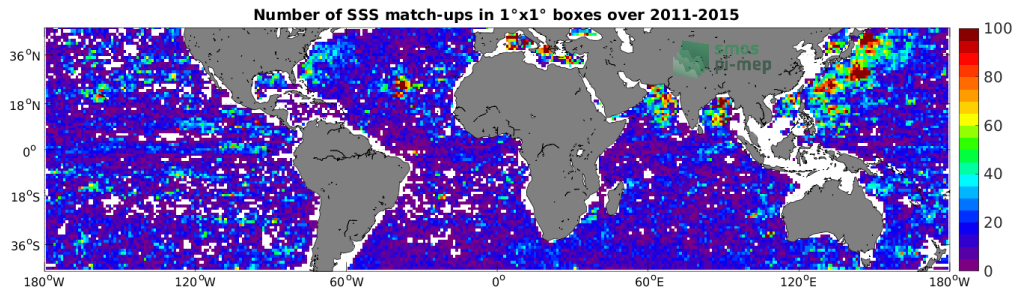 Number of SSS match-ups in 1°x1° boxes over 2011-2015
smos
pi-mep
36°N
18°N
0°
18°S
36°S
180°W 120°W 60°W 0° 60°E 120°E 180°W
100
80
60
40
20
0